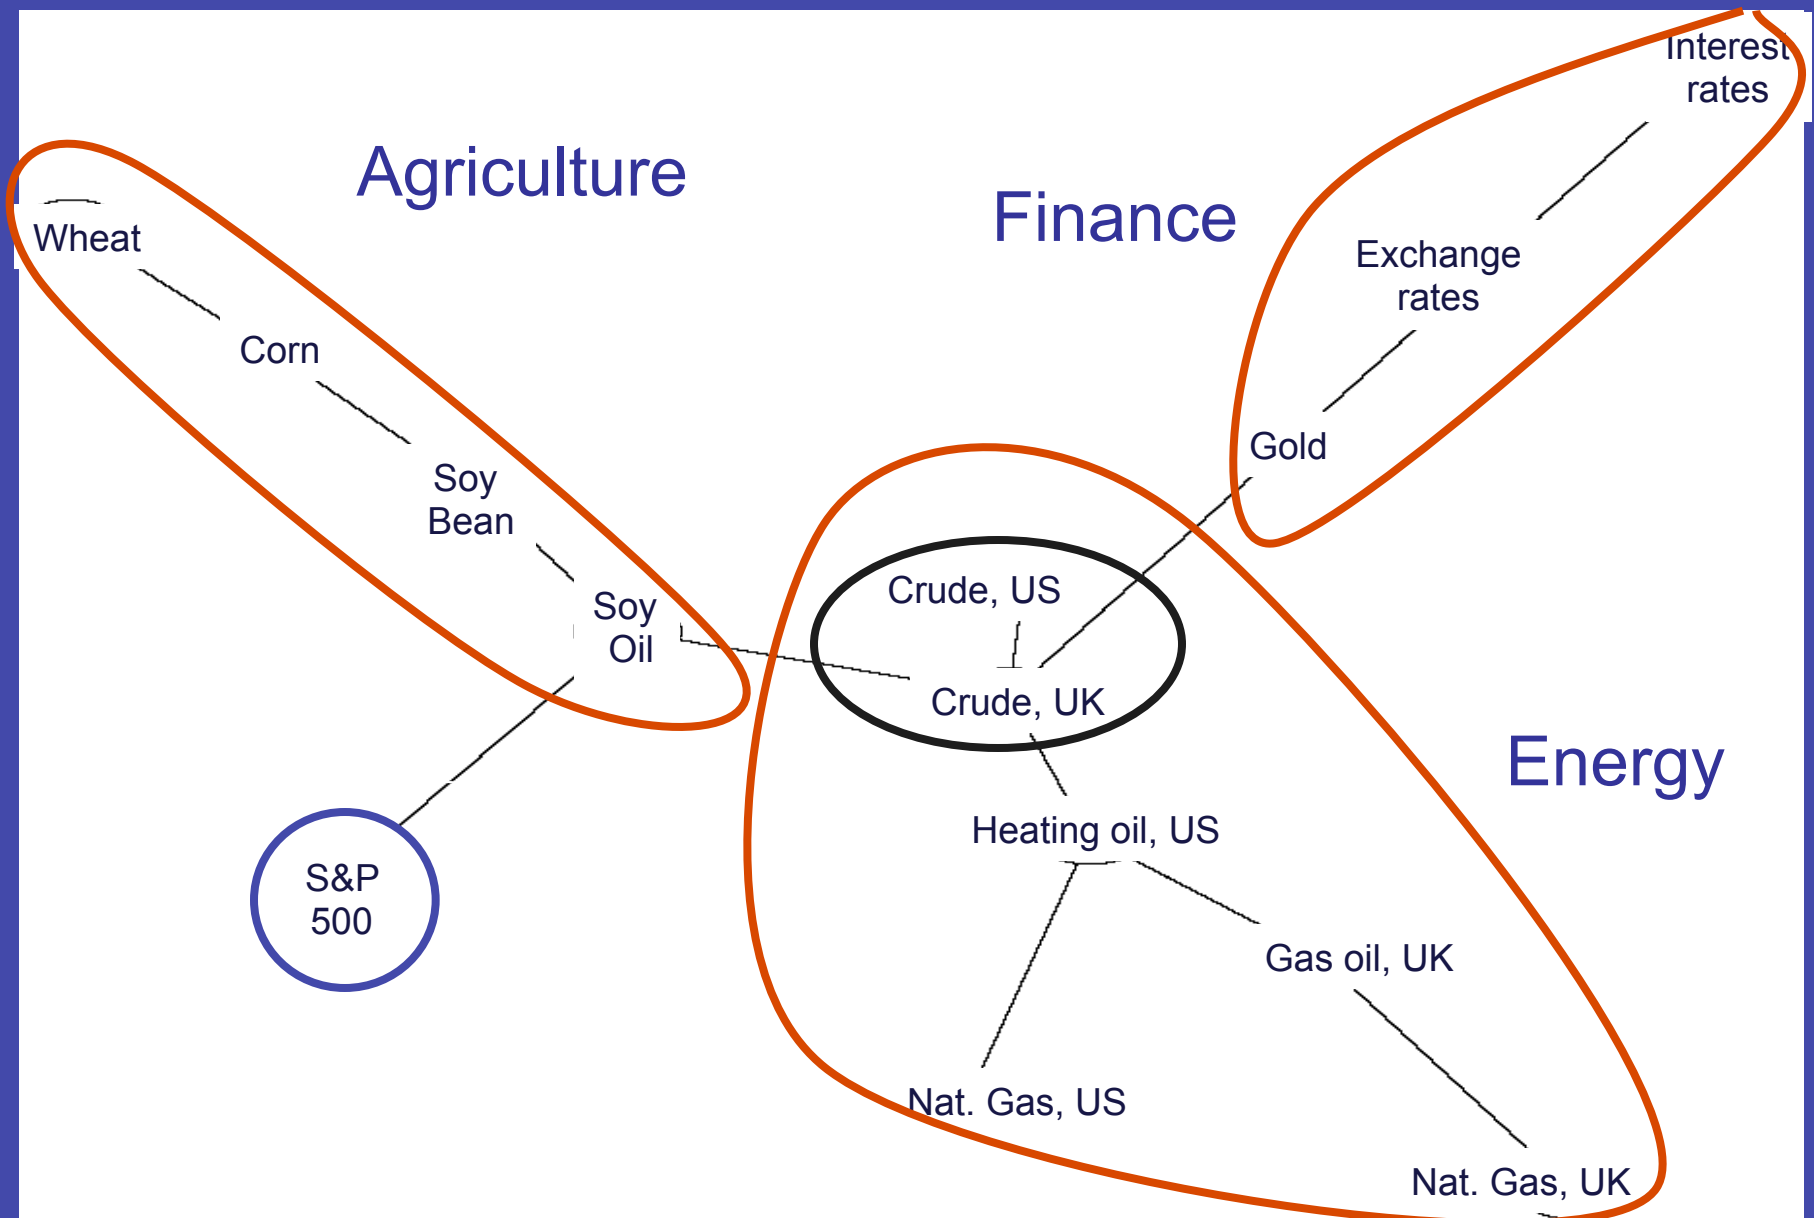 Interest
rates
Agriculture
Finance
Wheat
Exchange
rates
Corn
Gold
Soy
Bean
Crude, US
Soy
Oil
Crude, UK
Energy
Heating oil, US
S&P
500
Gas oil, UK
Nat. Gas, US
Nat. Gas, UK